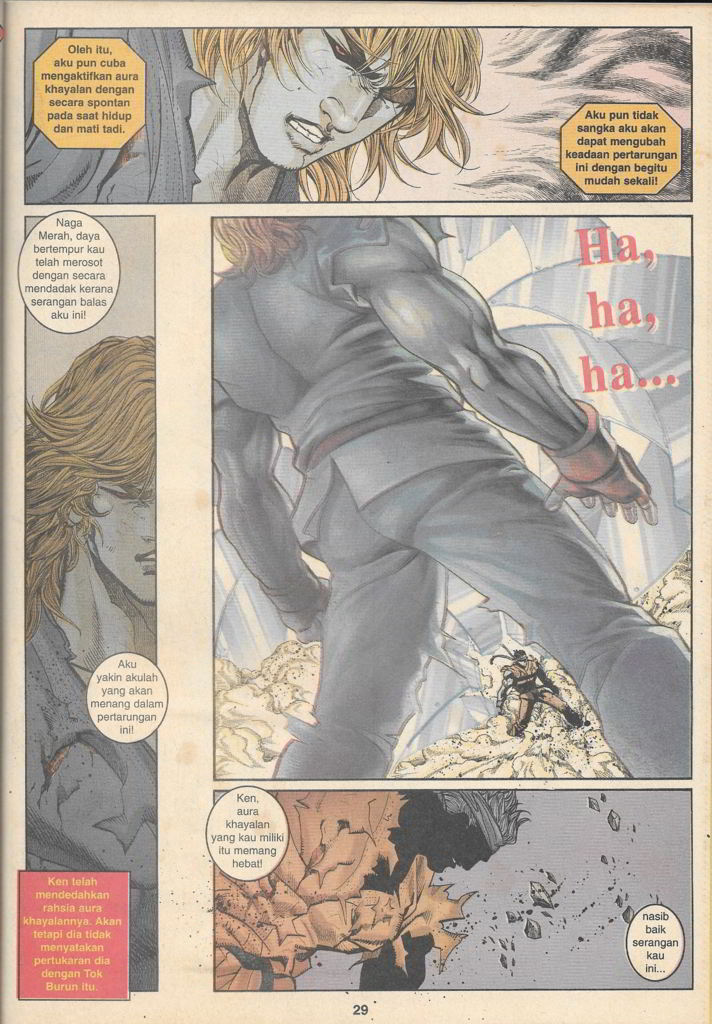 Oleh itu,
aku pun cuba
mengaktifkan aura
khayalan dengan
secara spontan
pada saat hidup
dan mati tadi.
Aku pun tidak
sangka aku akan
dapat mengubah
keadaan pertarungan
ini dengan begitu
mudah sekali!
Naga
Merah, daya
bertempur kau
telah merosot
dengan secara
mendadak kerana
serangan balas
aku ini!
Ha,
ha,
ha...
Aku
yakin akulah
yang akan
menang dalam
pertarungan
ini!
Ken telah
mendedahkan
rahsia aura
khayalannya. Akan
tetapi dia tidak
menyatakan
pertukaran dia
dengan Tok
Burun itu.
Ken,
aura
khayalan
yang kau miliki
itu memang
hebat!
nasib
baik
serangan
kau
ini...
29